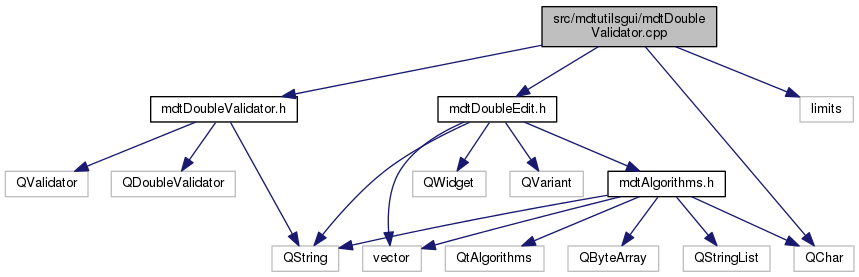 src/mdtutilsgui/mdtDouble
Validator.cpp
mdtDoubleValidator.h
mdtDoubleEdit.h
limits
QValidator
QDoubleValidator
QWidget
QVariant
mdtAlgorithms.h
QString
vector
QtAlgorithms
QByteArray
QStringList
QChar